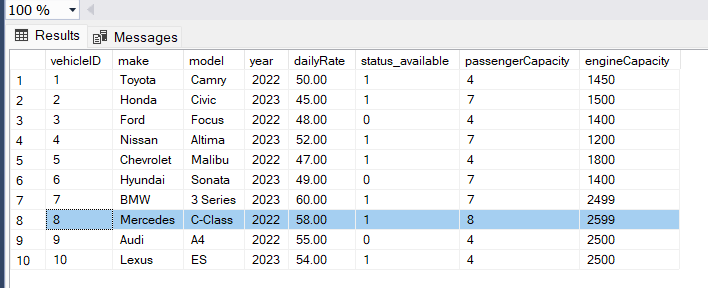 100 %
Results Messages
vehicleID make model year dailyRate status_available passengerCapacity engineCapacity
1 1 Toyota Camry 2022 50.00 1 4 1450
2 2 Honda Civic 2023 45.00 1 7 1500
3 3 Ford Focus 2022 48.00 0 4 1400
4 4 Nissan Altima 2023 52.00 1 7 1200
5 5 Chevrolet Malibu 2022 47.00 1 4 1800
6 6 Hyundai Sonata 2023 49.00 0 7 1400
7 7 BMW 3 Series 2023 60.00 1 7 2499
8 8 Mercedes C-Class 2022 58.00 1 8 2599
9 9 Audi A4 2022 55.00 0 4 2500
10 10 Lexus ES 2023 54.00 1 4 2500